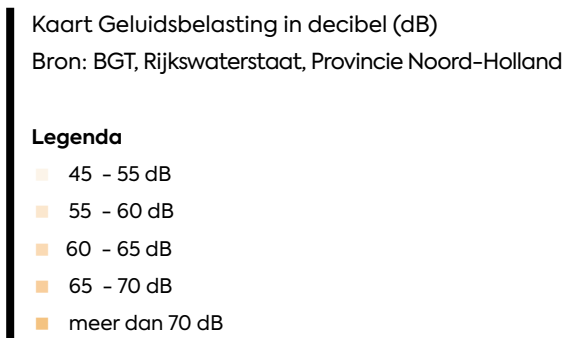 Kaart Geluidsbelasting in decibel (dB)
Bron: BGT, Rijkswaterstaat, Provincie Noord-Holland
Legenda
45 - 55 dB
55 - 60 dB
60 - 65 dB
65 - 70 dB
meer dan 70 dB